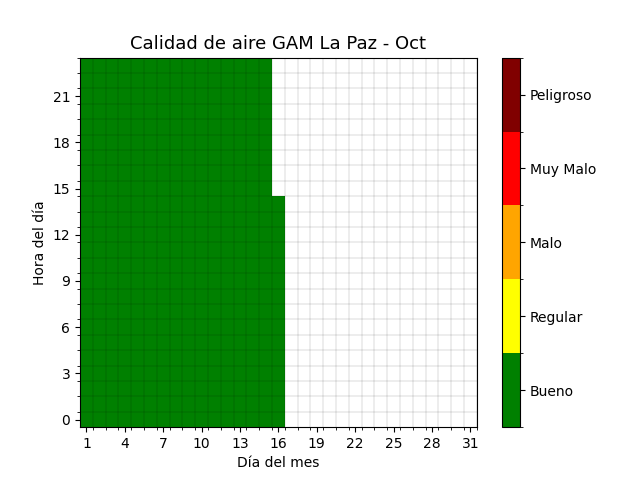 Calidad de aire GAM La Paz - Oct
Hora del día
21
18
15
12
9
6
3
0
1 4 7 10 13 16 19 22 25 28 31
Día del mes
Peligroso
Muy Malo
Malo
Regular
Bueno